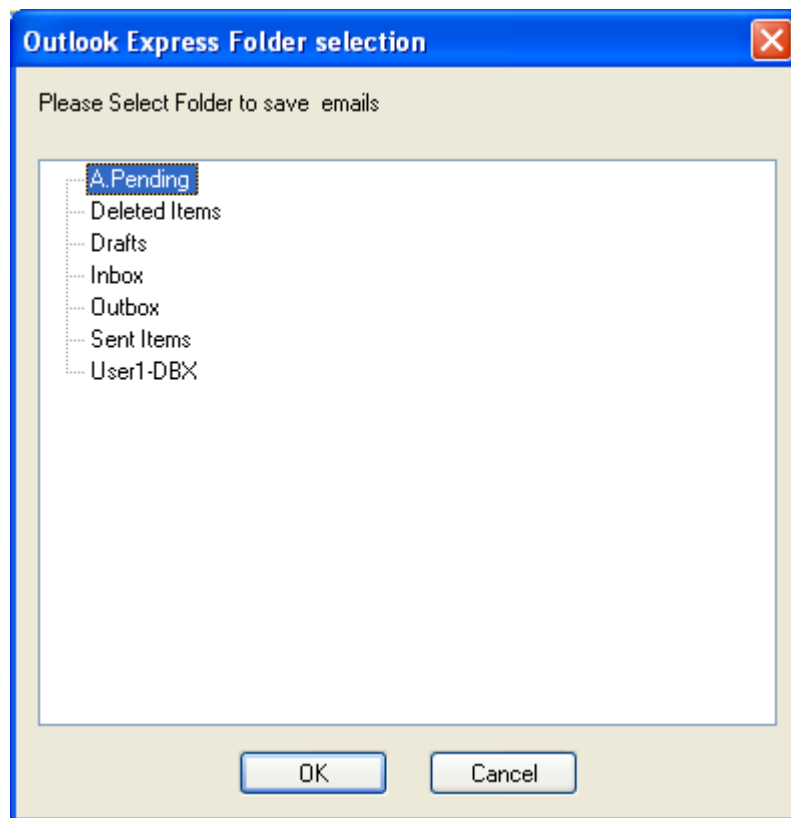 Outlook Express Folder selection
Please Select Folder to save  emails
A.Pending
Deleted Items
Drafts
Inbox
Outbox
Sent Items
User1-DBX
OK
Cancel